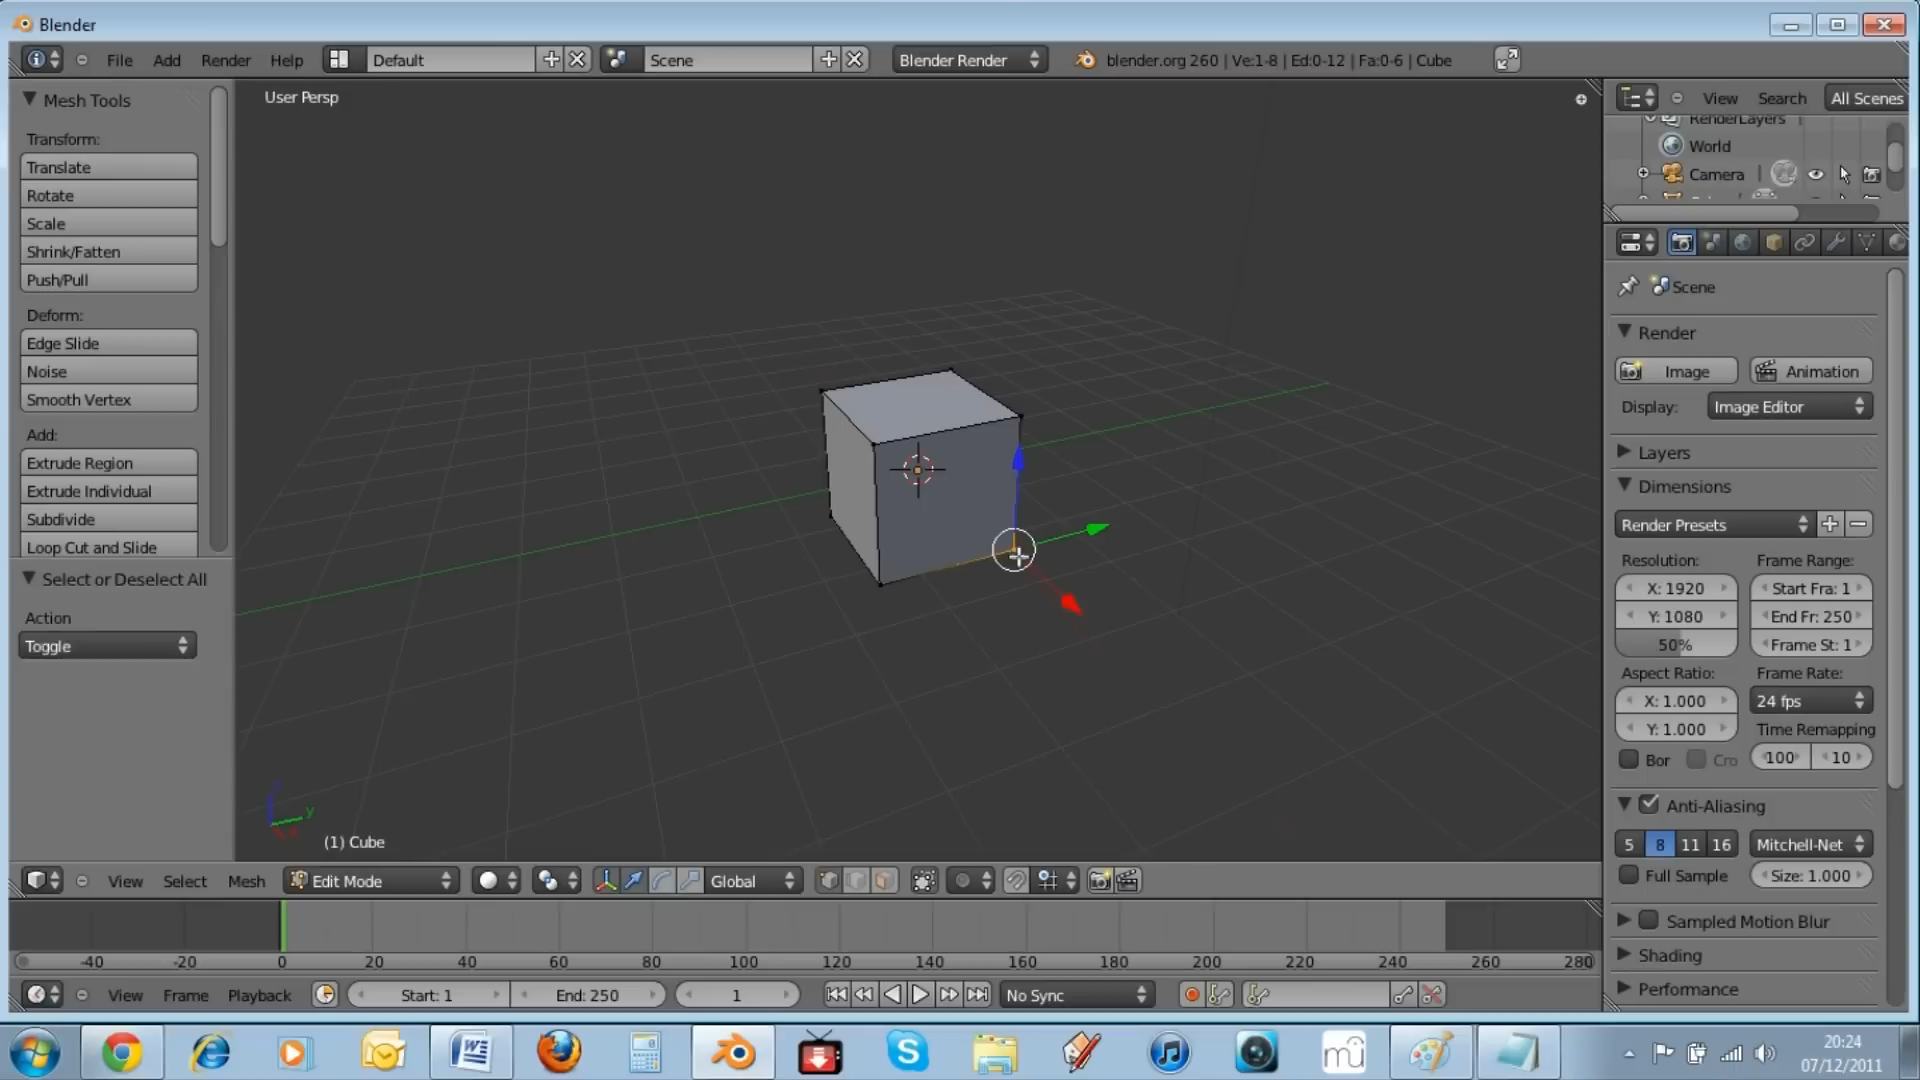 Blender
File Add Render Help Default Scene Blender Render blender.org 260 | Ve:1-8 | Ed:0-12 | Fa:0-6 | Cube
Mesh Tools
Transform:
Translate
Rotate
Scale
Shrink/Fatten
Push/Pull
Deform:
Edge Slide
Noise
Smooth Vertex
Add:
Extrude Region
Extrude Individual
Subdivide
Loop Cut and Slide
Select or Deselect All
Action
Toggle
User Persp
y
(1) Cube
View Search All Scenes
RenderLayers
World
Camera
Scene
Render
Image Animation
Display: Image Editor
Layers
Dimensions
Render Presets
Resolution: Frame Range:
X: 1920 Start Fra: 1
Y: 1080 End Fr: 250
50% Frame St: 1
Aspect Ratio: Frame Rate:
X: 1.000 24 fps
Y: 1.000 Time Remapping
Bor Cro 100 10
Anti-Aliasing
5 8 11 16 Mitchell-Net
Full Sample Size: 1.000
Sampled Motion Blur
Shading
Performance
View Select Mesh Edit Mode Global
-40 -20 0 20 40 60 80 100 120 140 160 180 200 220 240 260 280
View Frame Playback Start: 1 End: 250 1 No Sync
W S mü
20:24
07/12/2011